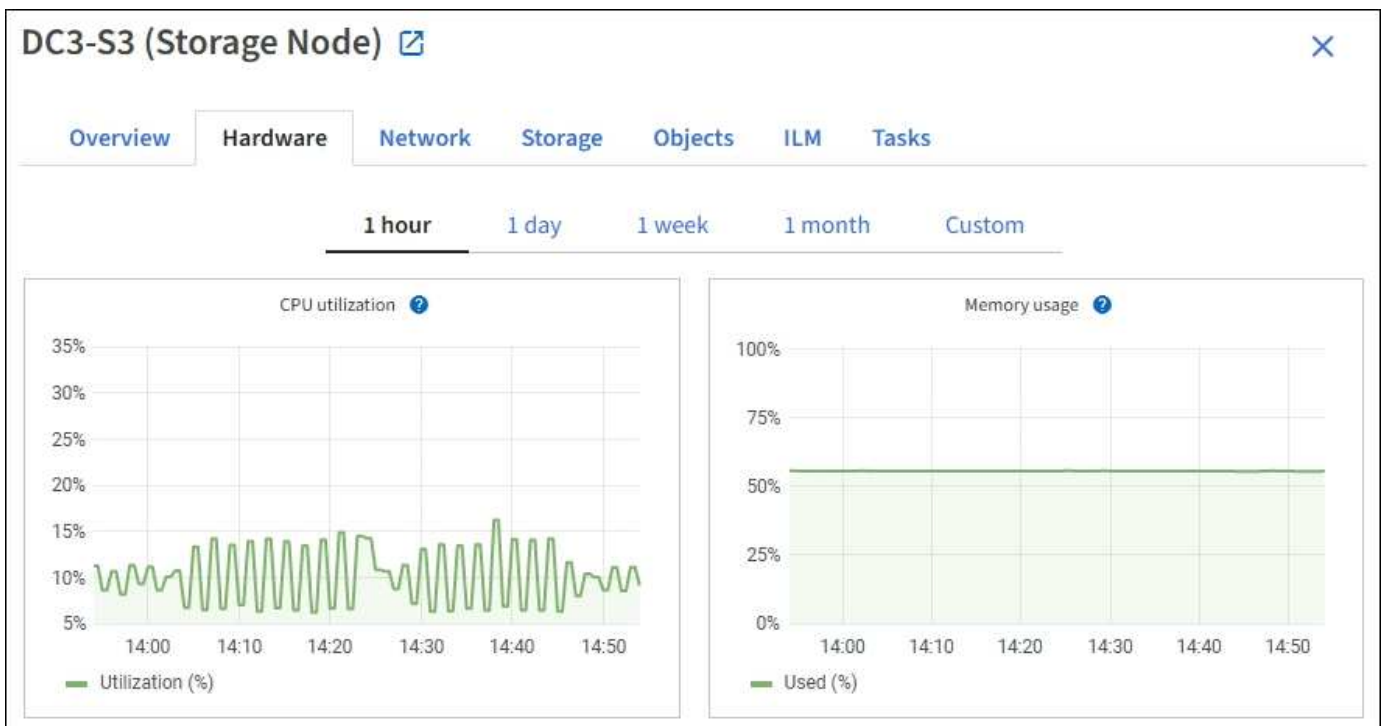 DC3-S3 (Storage Node)
Overview Hardware Network Storage Objects ILM Tasks
1 hour 1 day 1 week 1 month Custom
CPU utilization ?
35%
30%
25%
20%
15%
10%
5%
14:00 14:10 14:20 14:30 14:40 14:50
Utilization (%)
Memory usage ?
100%
75%
50%
25%
0%
14:00 14:10 14:20 14:30 14:40 14:50
Used (%)